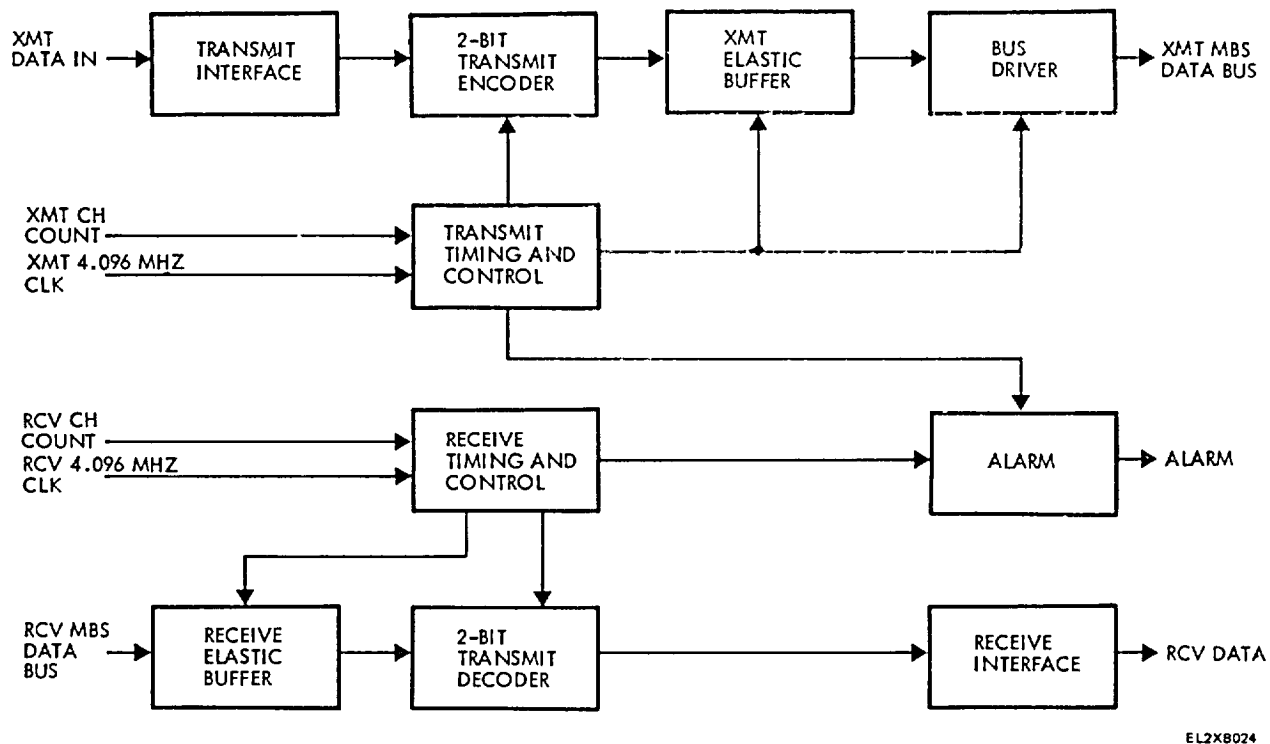 XMT
DATA IN
TRANSMIT
INTERFACE
2-BIT
TRANSMIT
ENCODER
XMT
ELASTIC
BUFFER
BUS
DRIVER
XMT MBS
DATA BUS
XMT CH
COUNT
XMT 4.096 MHZ
CLK
TRANSMIT
TIMING AND
CONTROL
RCV CH
COUNT
RCV 4.096 MHZ
CLK
RECEIVE
TIMING AND
CONTROL
ALARM
ALARM
RCV MBS
DATA
BUS
RECEIVE
ELASTIC
BUFFER
2-BIT
TRANSMIT
DECODER
RECEIVE
INTERFACE
RCV DATA
EL2XB024